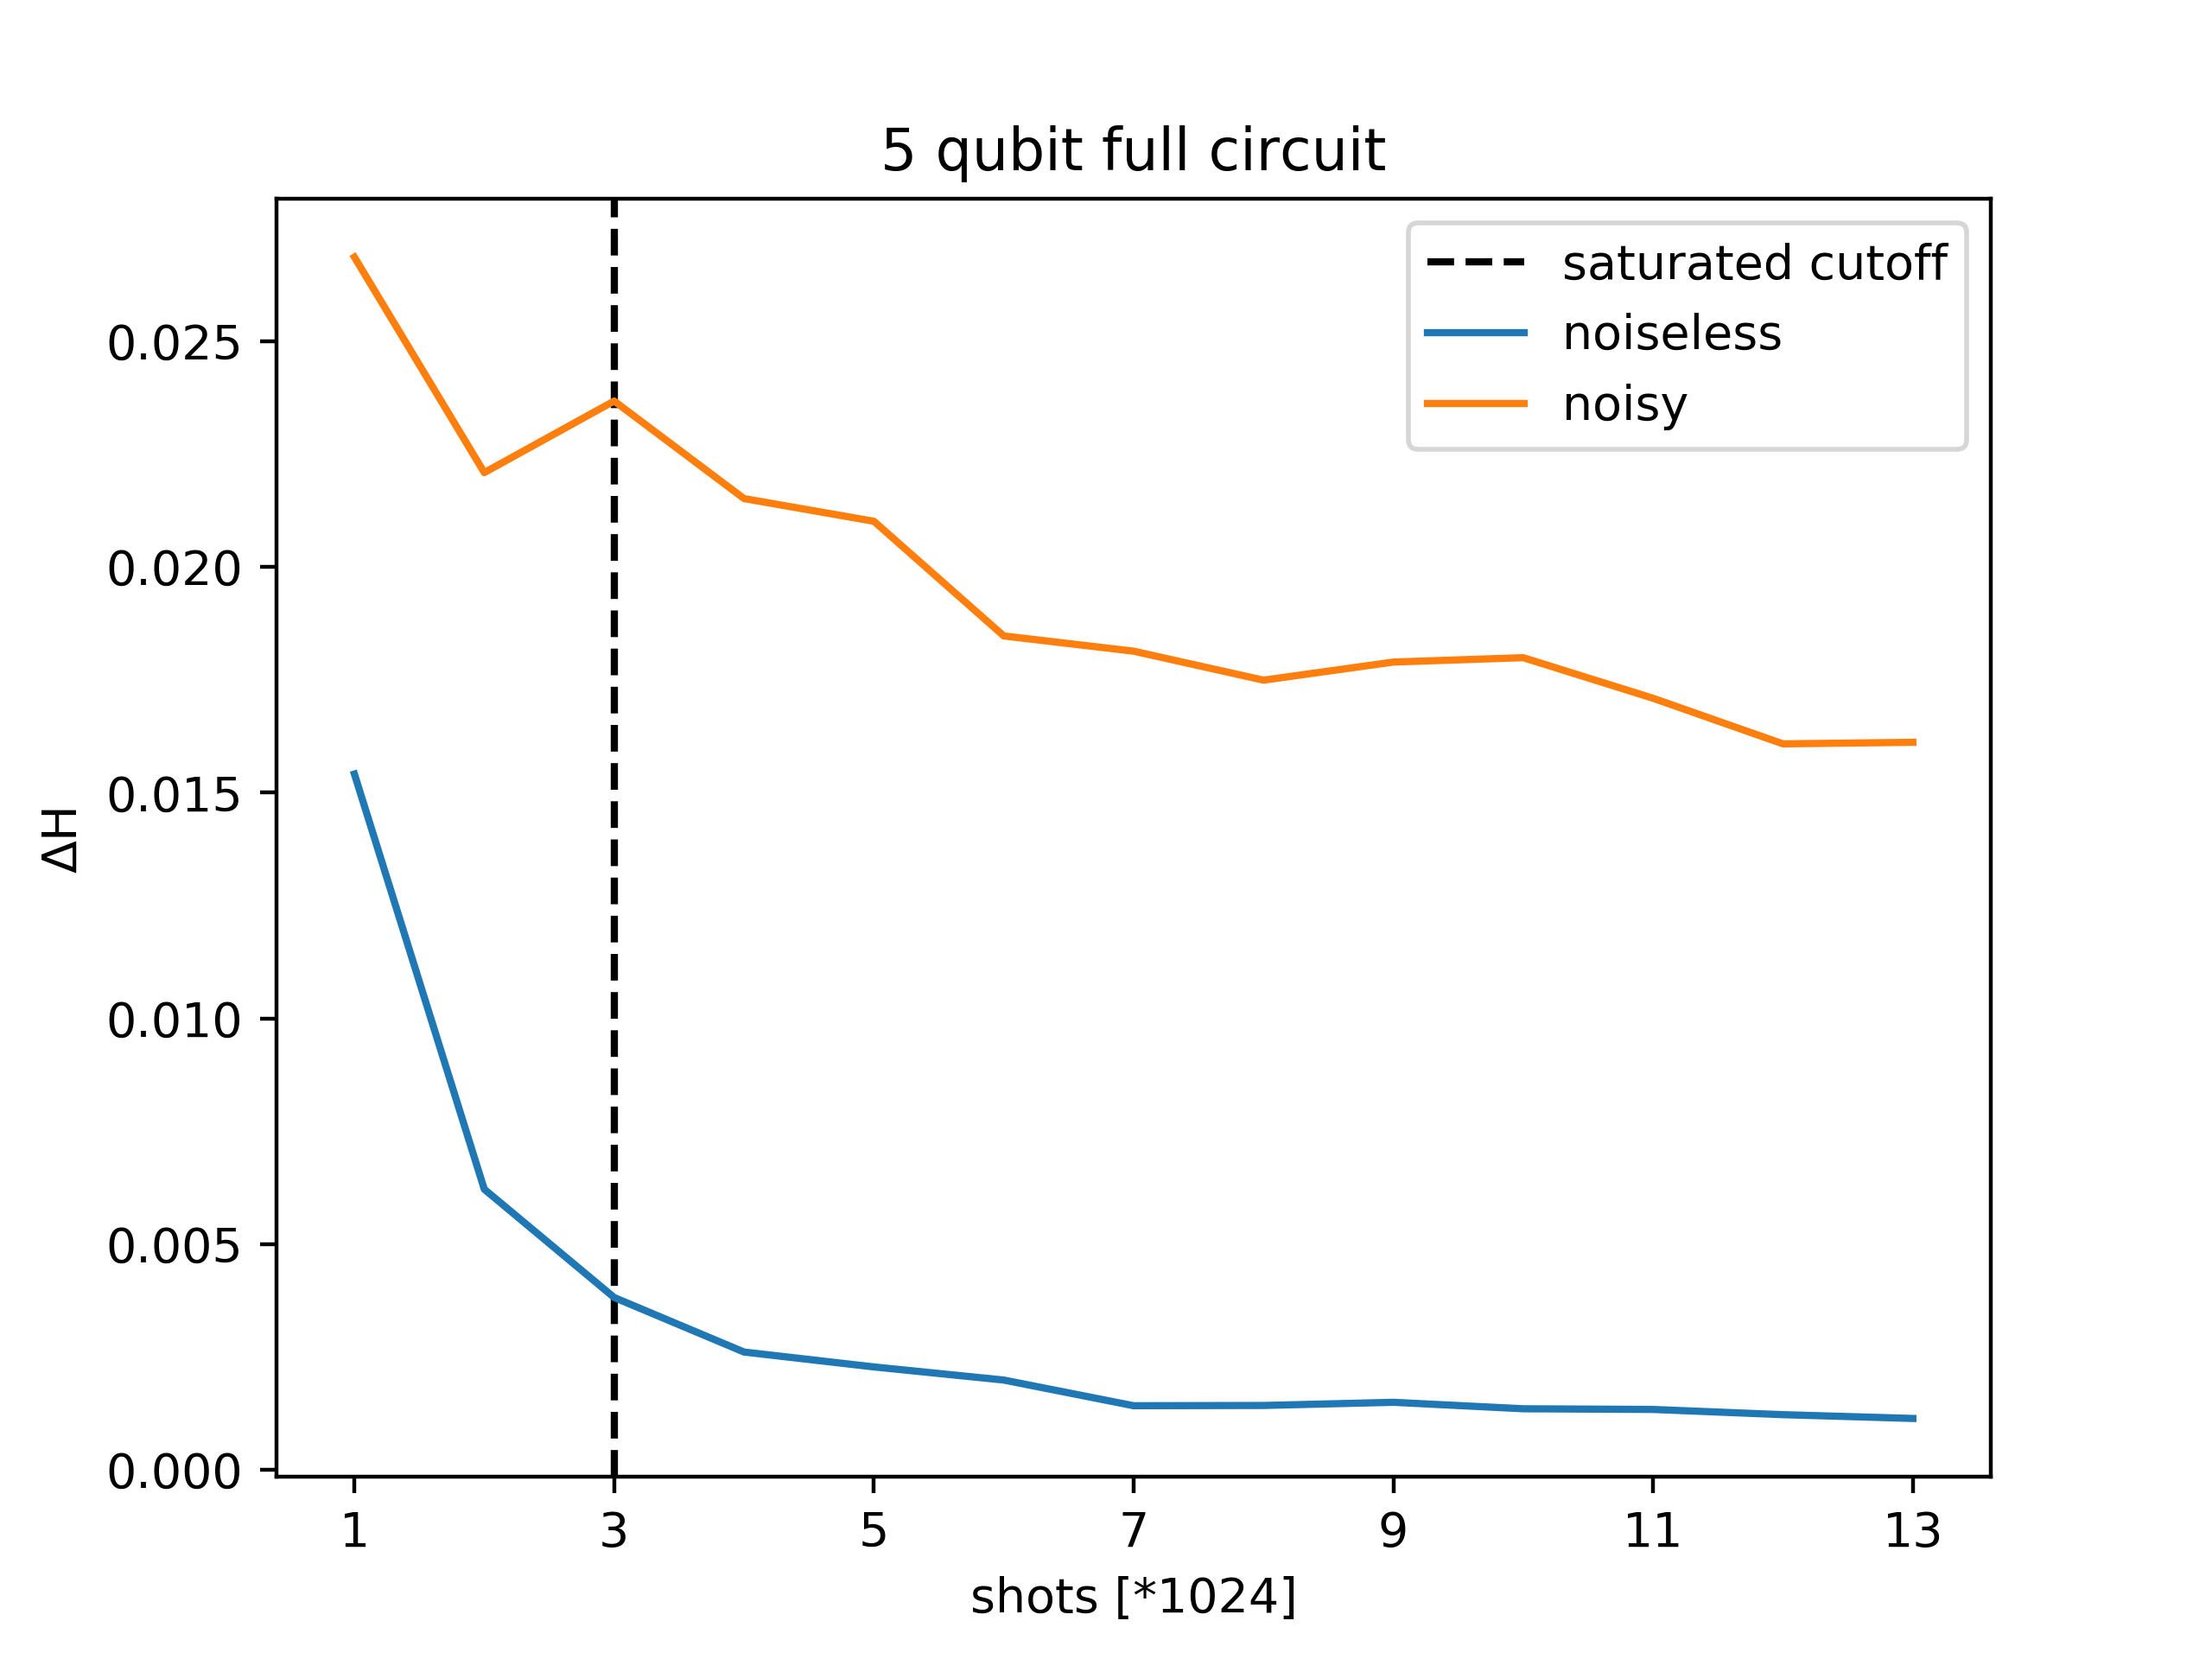 5 qubit full circuit
saturated cutoff
noiseless
noisy
0.025
0.020
0.015
0.010
0.005
0.000
ΔH
1 3 5 7 9 11 13
shots [*1024]